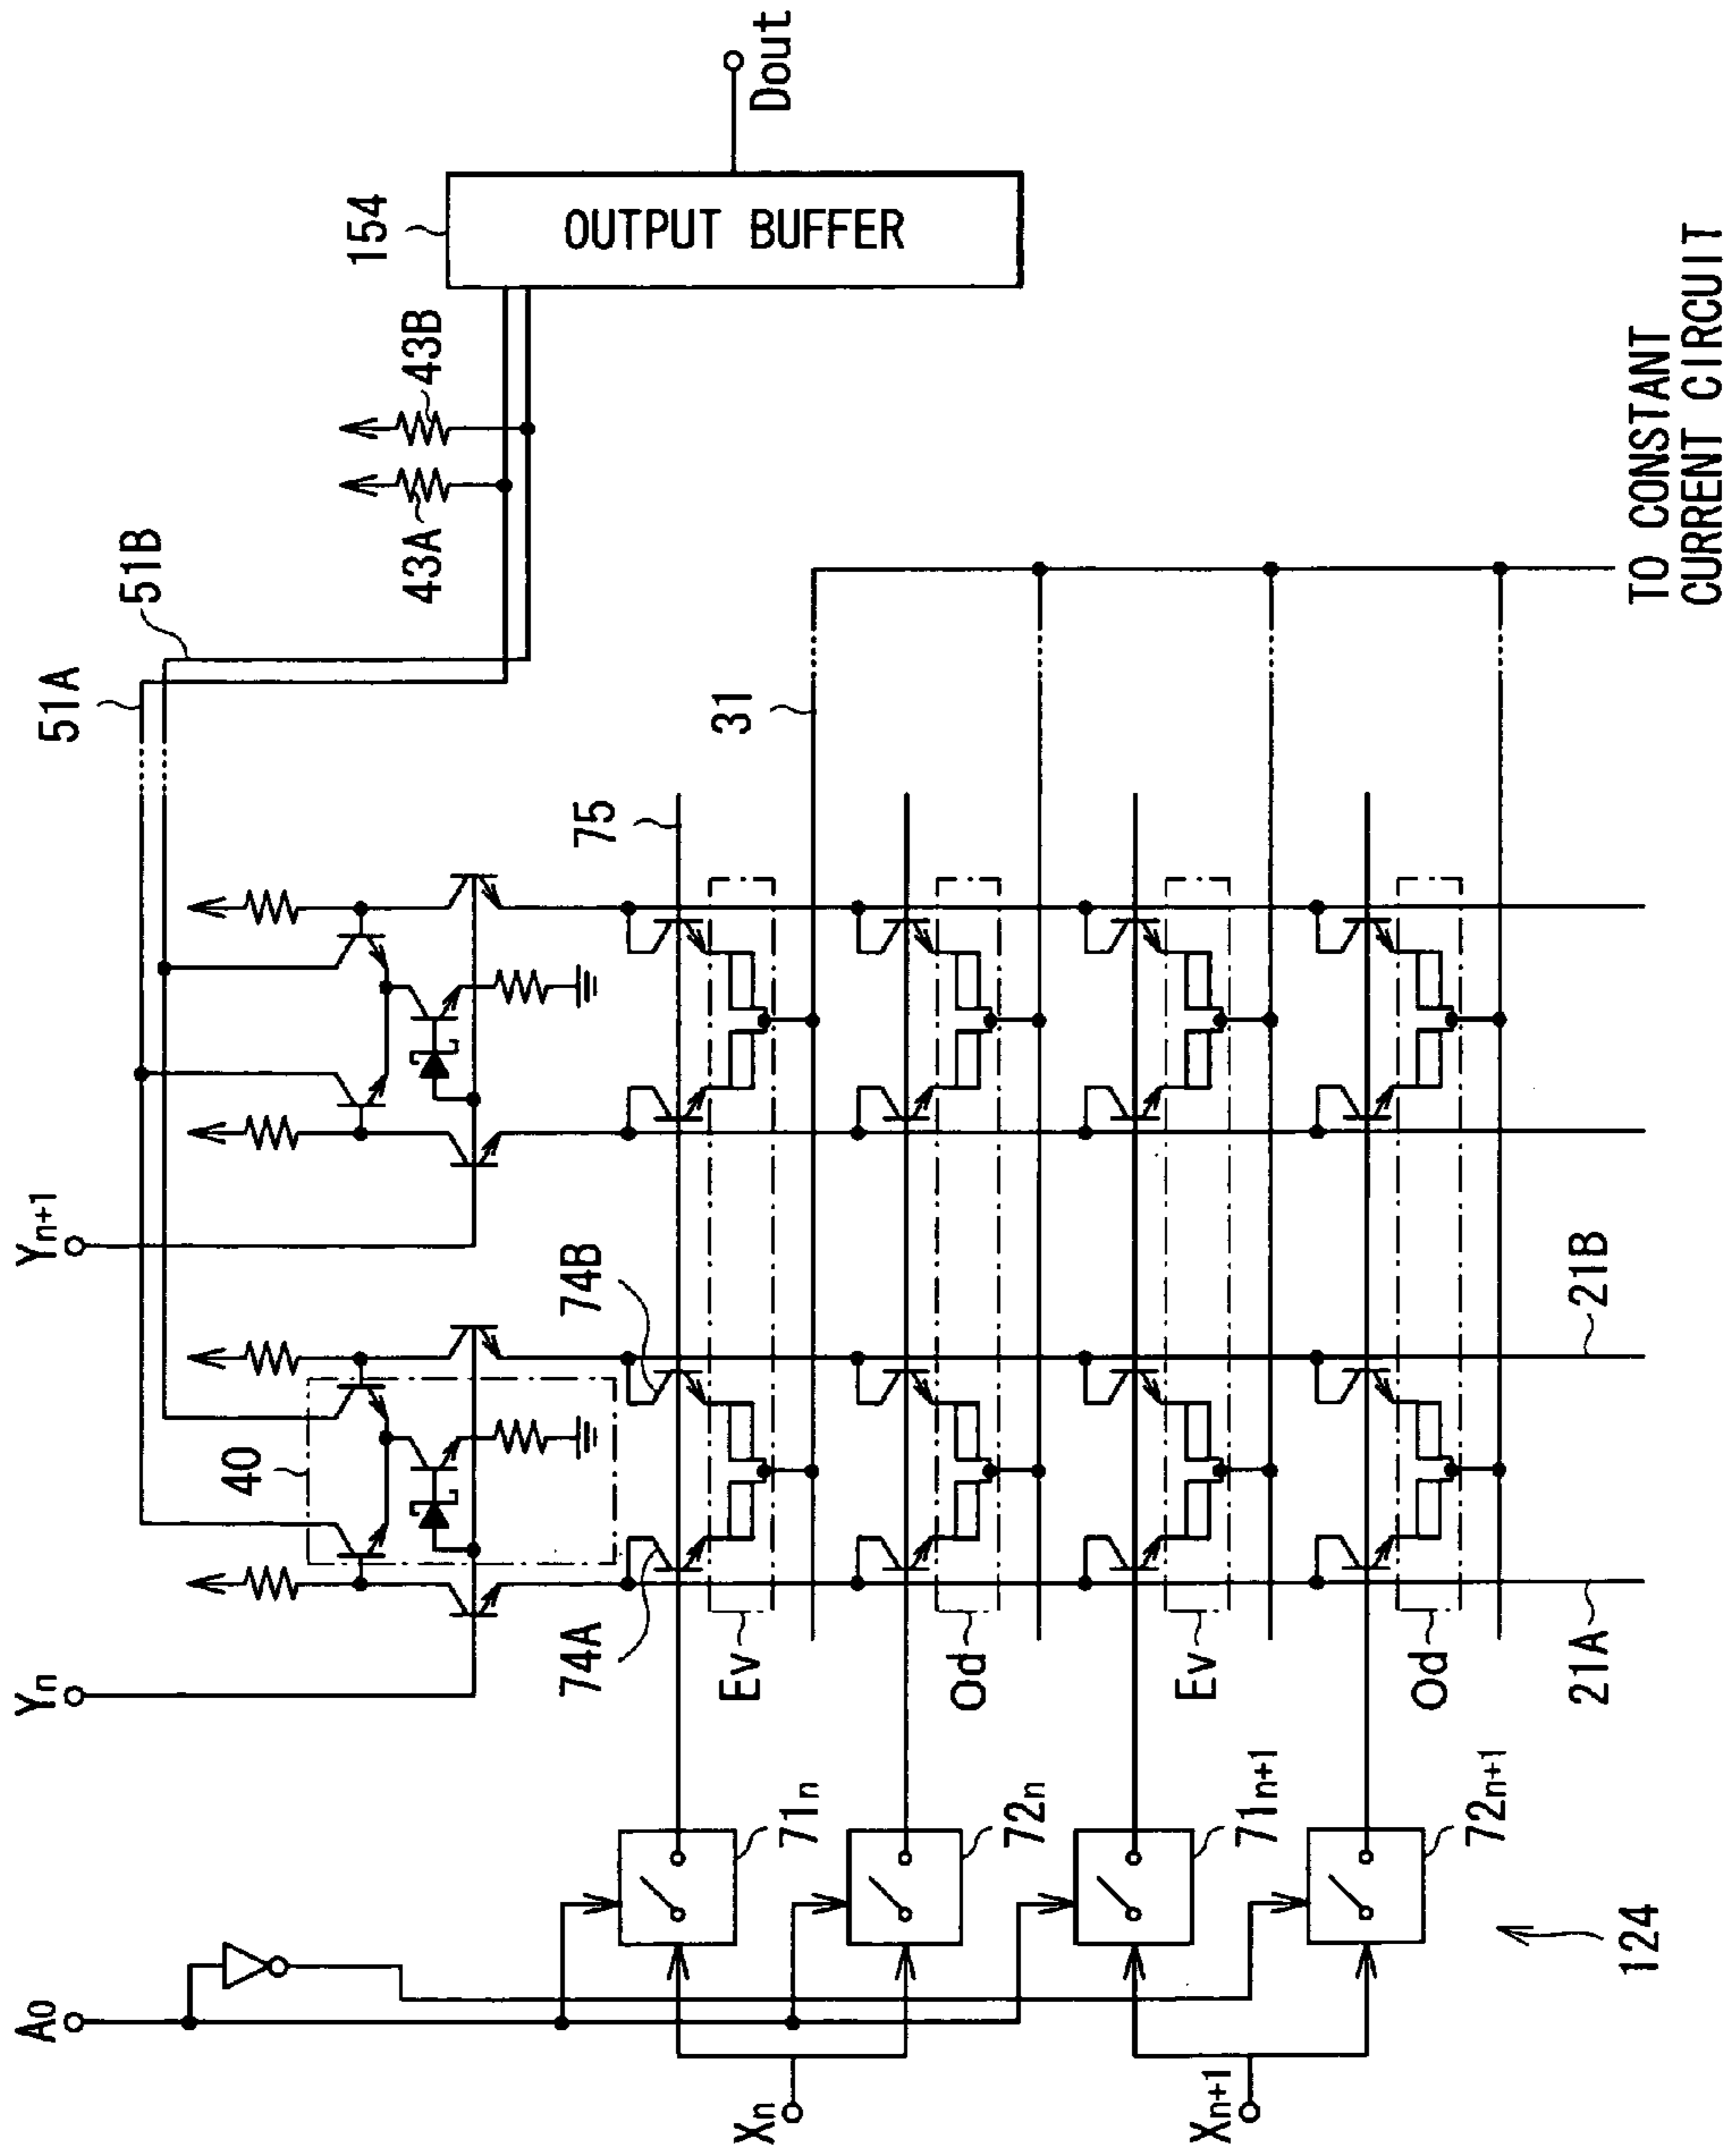 A0
Xn
Xn+1
71n
72n
71n+1
72n+1
124
Yn
Yn+1
40
74A
74B
Ev
Od
Ev
Od
21A
21B
75
31
51A
51B
43A
43B
154
OUTPUT BUFFER
Dout
TO CONSTANT
CURRENT CIRCUIT